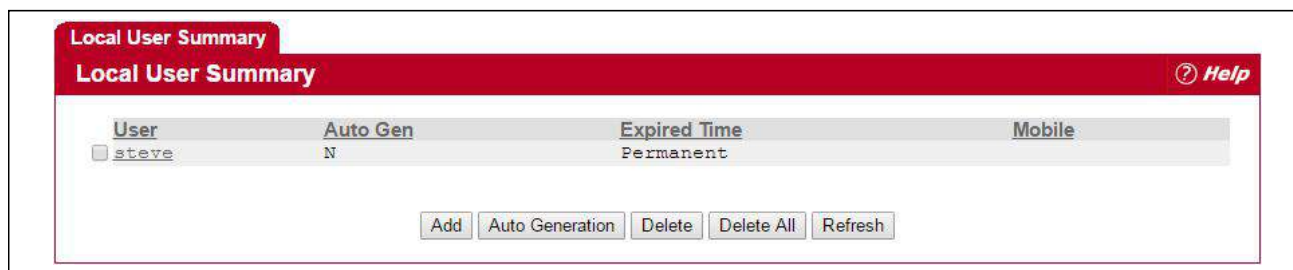 Local User Summary
Local User Summary
? Help
User Auto Gen Expired Time Mobile
steve N Permanent
Add Auto Generation Delete Delete All Refresh